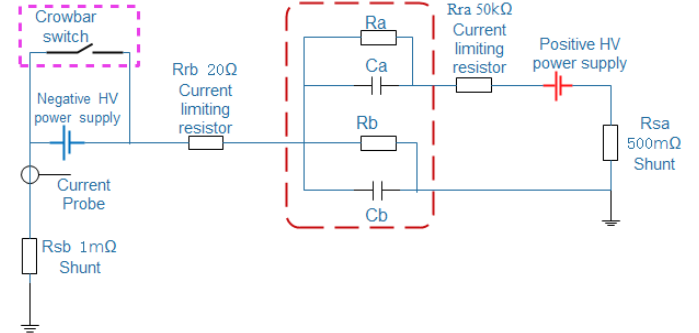 Crowbar
switch
Negative HV
power supply
Current
Probe
Rsb 1mΩ
Shunt
Rrb 20Ω
Current
limiting
resistor
Ra
Ca
Rb
Cb
Rra 50kΩ
Current
limiting
resistor
Positive HV
power supply
Rsa
500mΩ
Shunt